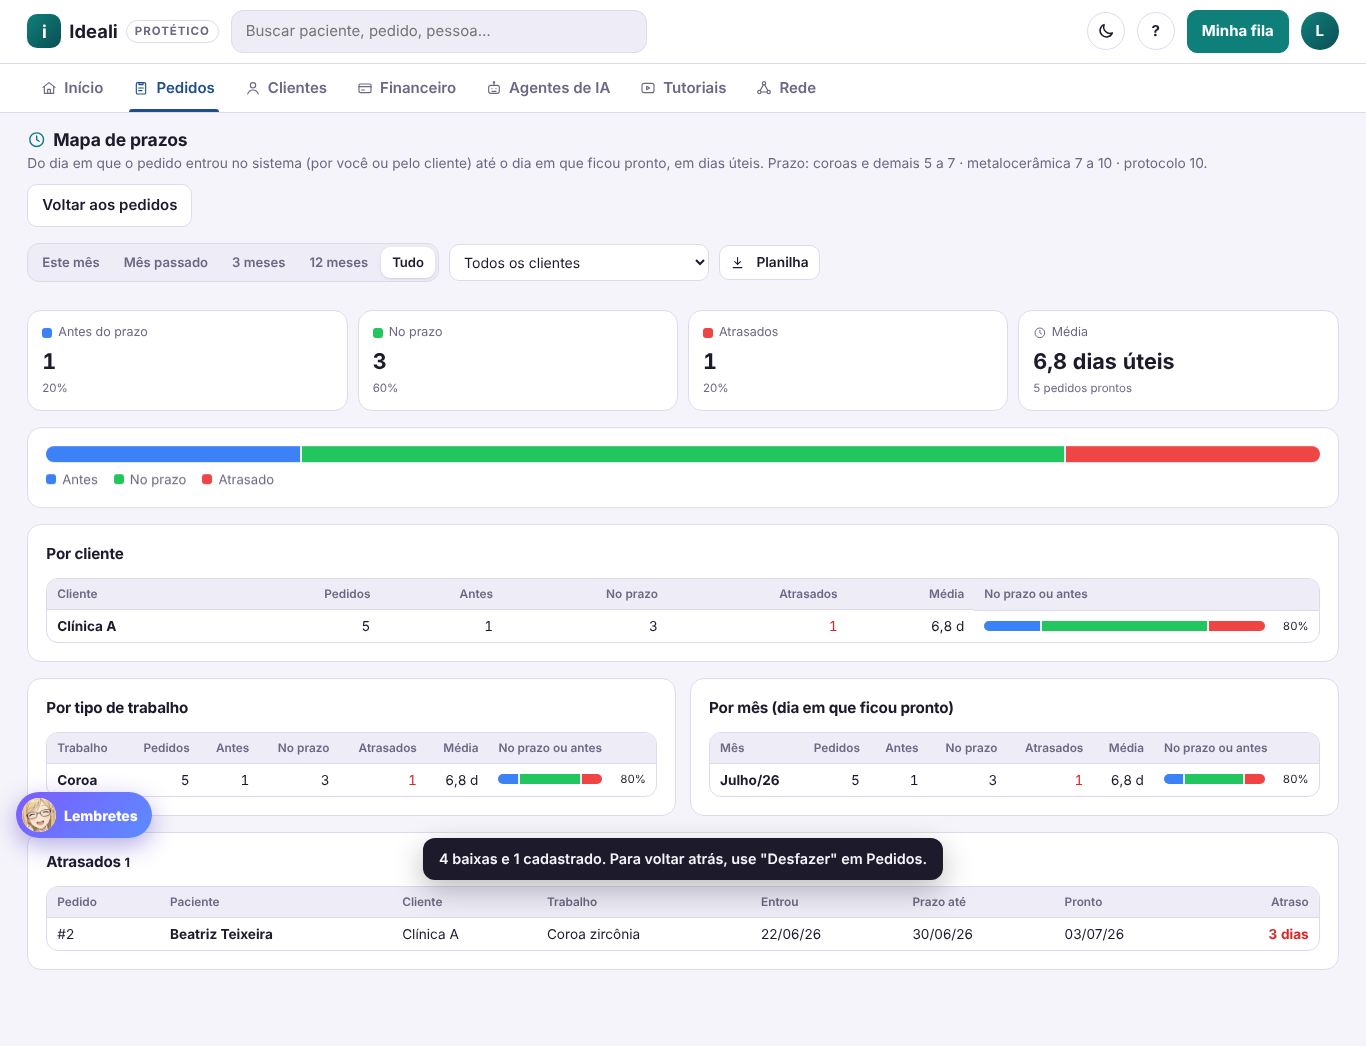 i Ideali PROTÉTICO Buscar paciente, pedido, pessoa... ? Minha fila L
Início Pedidos Clientes Financeiro Agentes de IA Tutoriais Rede
Mapa de prazos
Do dia em que o pedido entrou no sistema (por você ou pelo cliente) até o dia em que ficou pronto, em dias úteis. Prazo: coroas e demais 5 a 7 · metalocerâmica 7 a 10 · protocolo 10.
Voltar aos pedidos
Este mês Mês passado 3 meses 12 meses Tudo Todos os clientes Planilha
Antes do prazo
1
20%
No prazo
3
60%
Atrasados
1
20%
Média
6,8 dias úteis
5 pedidos prontos
Antes No prazo Atrasado
Por cliente
Cliente Pedidos Antes No prazo Atrasados Média No prazo ou antes
Clínica A 5 1 3 1 6,8 d 80%
Por tipo de trabalho
Trabalho Pedidos Antes No prazo Atrasados Média No prazo ou antes
Coroa 5 1 3 1 6,8 d 80%
Por mês (dia em que ficou pronto)
Mês Pedidos Antes No prazo Atrasados Média No prazo ou antes
Julho/26 5 1 3 1 6,8 d 80%
Lembretes
Atrasados 1
4 baixas e 1 cadastrado. Para voltar atrás, use "Desfazer" em Pedidos.
Pedido Paciente Cliente Trabalho Entrou Prazo até Pronto Atraso
#2 Beatriz Teixeira Clínica A Coroa zircônia 22/06/26 30/06/26 03/07/26 3 dias